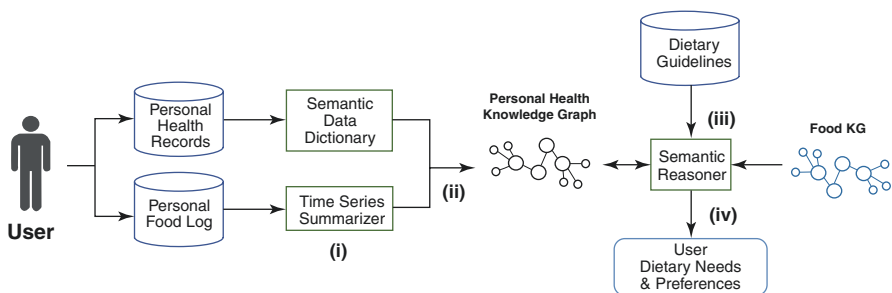 User
Personal
Health
Records
Personal
Food Log
Semantic
Data
Dictionary
Time Series
Summarizer
(i)
(ii)
Personal Health
Knowledge Graph
Dietary
Guidelines
(iii)
Semantic
Reasoner
Food KG
(iv)
User
Dietary Needs
& Preferences